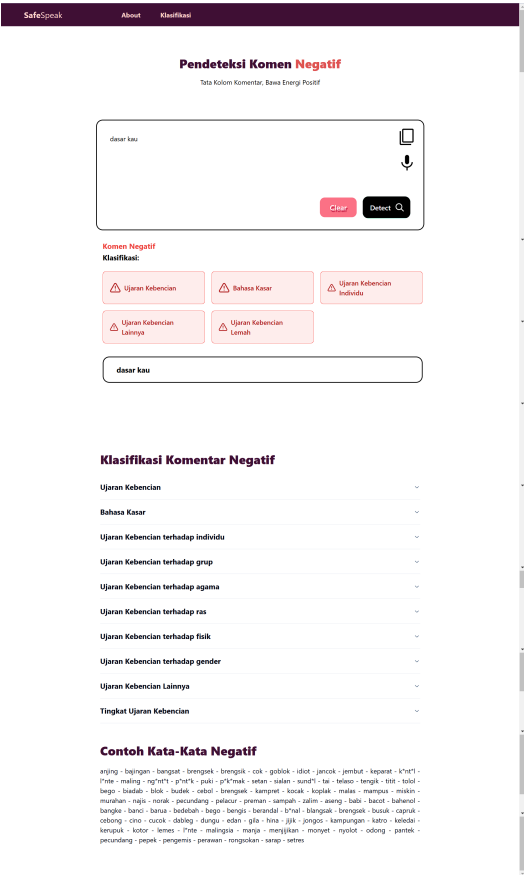 SafeSpeak About Klasifikasi
Pendeteksi Komen Negatif
Tata Kolom Komentar, Bawa Energi Positif
dasar kau
Clear
Detect
Komen Negatif
Klasifikasi:
Ujaran Kebencian
Bahasa Kasar
Ujaran Kebencian
Individu
Ujaran Kebencian
Lainnya
Ujaran Kebencian
Lemah
dasar kau
Klasifikasi Komentar Negatif
Ujaran Kebencian
Bahasa Kasar
Ujaran Kebencian terhadap individu
Ujaran Kebencian terhadap grup
Ujaran Kebencian terhadap agama
Ujaran Kebencian terhadap ras
Ujaran Kebencian terhadap fisik
Ujaran Kebencian terhadap gender
Ujaran Kebencian Lainnya
Tingkat Ujaran Kebencian
Contoh Kata-Kata Negatif
anjing - bajingan - bangsat - brengsek - brengsik - cok - goblok - idiot - jancok - jembut - keparat - k*nt*l -
l*nte - maling - ng*nt*t - p*nt*k - puki - p*k*mak - setan - sialan - sund*l - tai - telaso - tengik - titit - tolol -
bego - biadab - blok - budek - cebol - brengsek - kampret - kocak - koplak - malas - mampus - miskin -
murahan - najis - norak - pecundang - pelacur - preman - sampah - zalim - aseng - babi - bacot - bahenol -
bangke - banci - barua - bedebah - bego - bengis - berandal - b*nal - blangsak - brengsek - busuk - capruk -
cebong - cino - cucok - dableg - dungu - edan - gila - hina - jijik - jongos - kampungan - katro - keledai -
kerupuk - kotor - lemes - l*nte - malingsia - manja - menjijikan - monyet - nyolot - odong - pantek -
pecundang - pepek - pengemis - perawan - rongsokan - sarap - setres